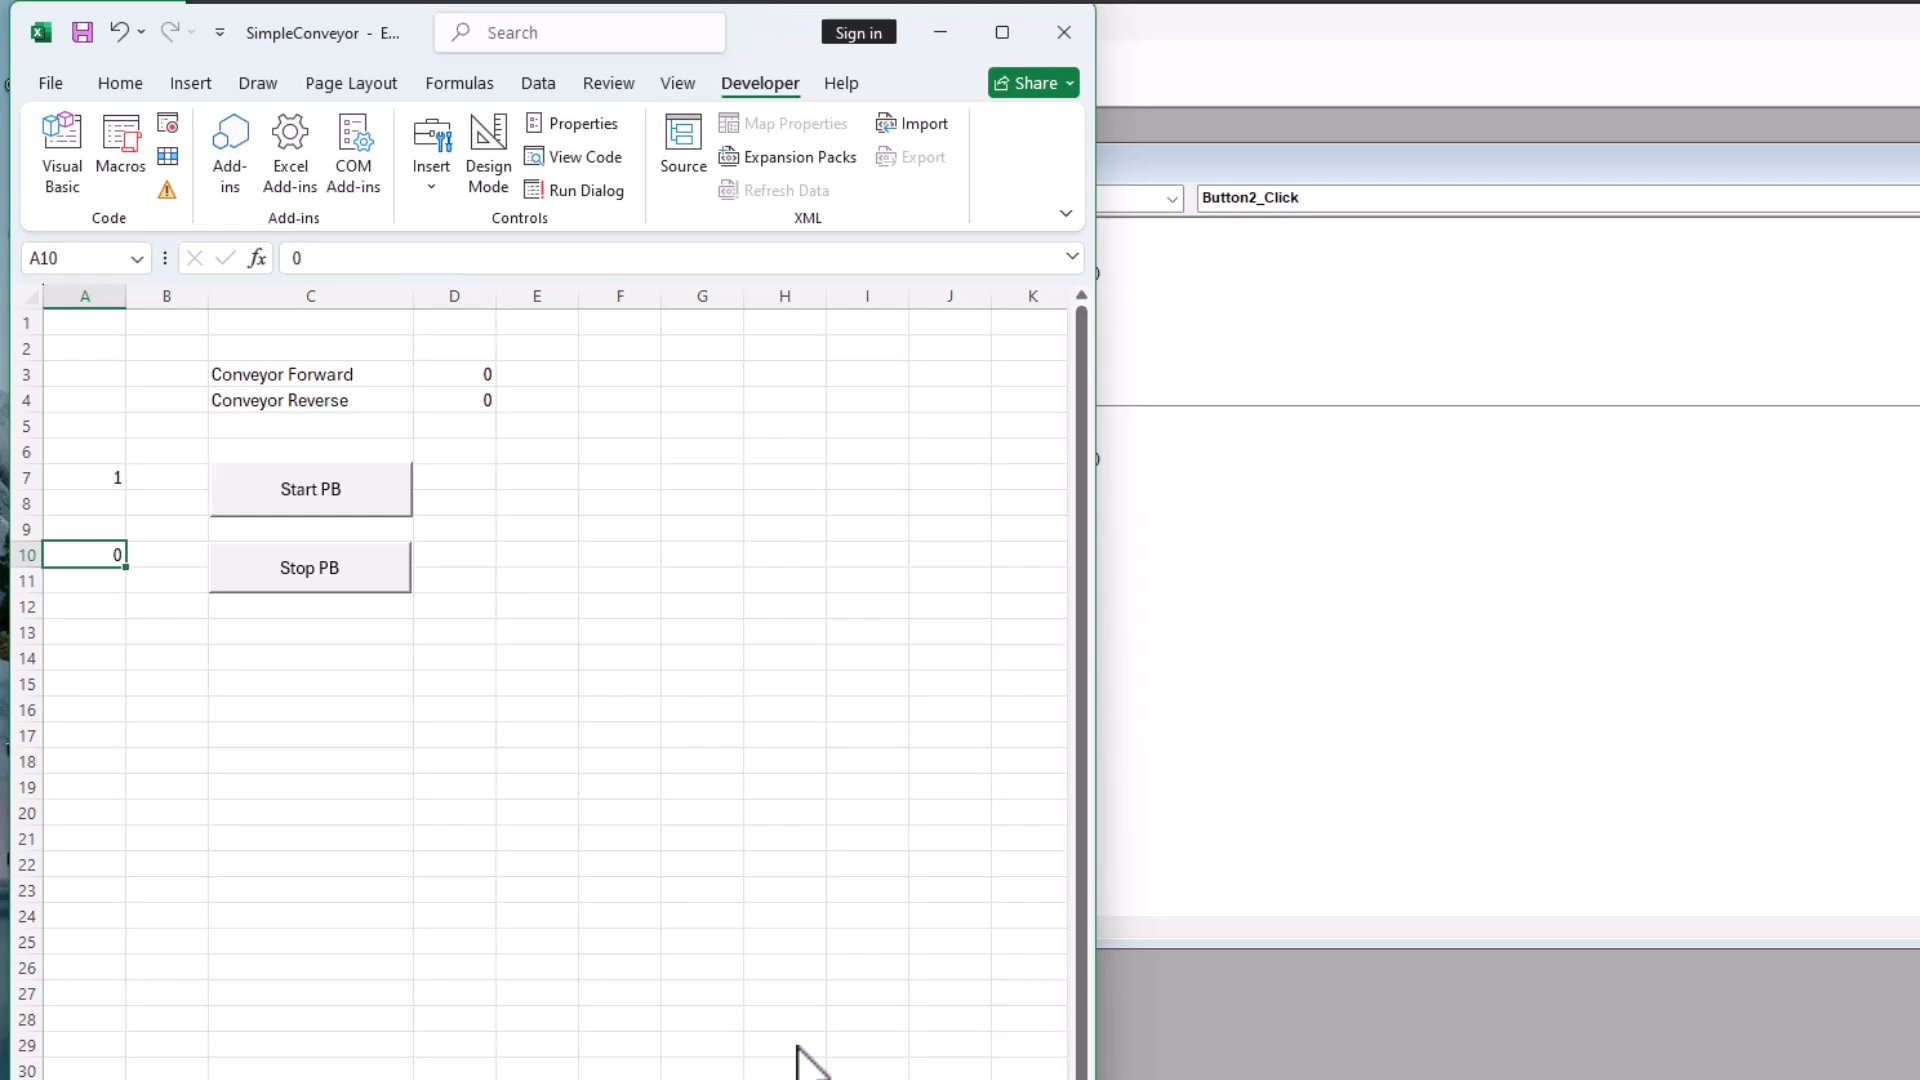 SimpleConveyor - E...
Search
Sign in
File Home Insert Draw Page Layout Formulas Data Review View Developer Help
Share
Visual Basic
Macros
Code
Add-ins
Excel Add-ins
COM Add-ins
Add-ins
Insert
Design Mode
Properties
View Code
Run Dialog
Controls
Source
Map Properties
Expansion Packs
Refresh Data
Import
Export
XML
Button2_Click
A10
fx
0
A B C D E F G H I J K
1
2
3 Conveyor Forward 0
4 Conveyor Reverse 0
5
6
7 1
Start PB
8
9
10 0
Stop PB
11
12
13
14
15
16
17
18
19
20
21
22
23
24
25
26
27
28
29
30
)
)